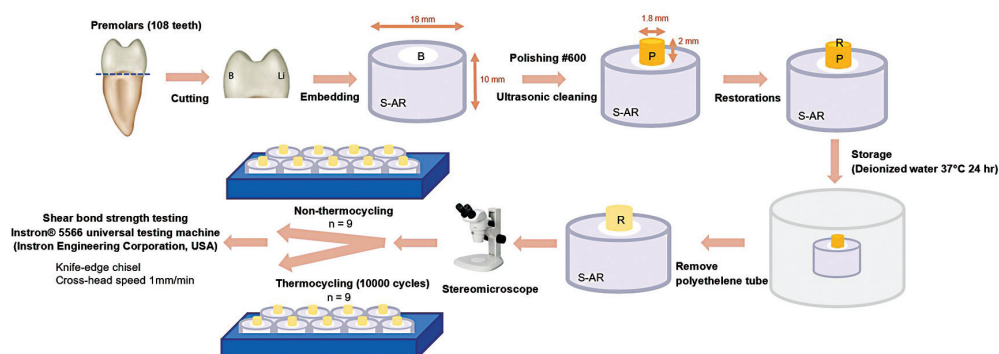 Premolars (108 teeth)
B
Li
Cutting
Embedding
18 mm
B
10 mm
S-AR
Polishing #600
Ultrasonic cleaning
1.8 mm
2 mm
P
S-AR
Restorations
R
P
S-AR
Storage
(Deionized water 37°C 24 hr)
Remove
polyethelene tube
R
S-AR
Stereomicroscope
Non-thermocycling
n = 9
Thermocycling (10000 cycles)
n = 9
Shear bond strength testing
Instron® 5566 universal testing machine
(Instron Engineering Corporation, USA)
Knife-edge chisel
Cross-head speed 1mm/min